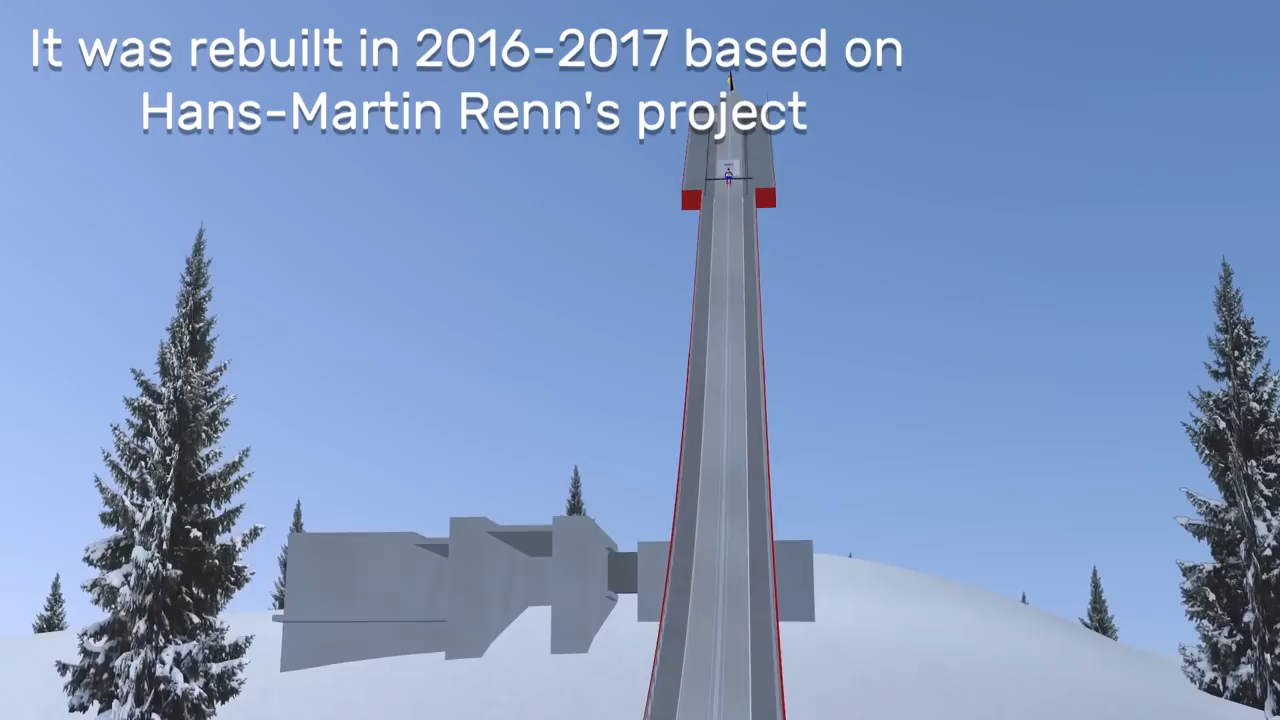 It was rebuilt in 2016-2017 based on
Hans-Martin Renn's project